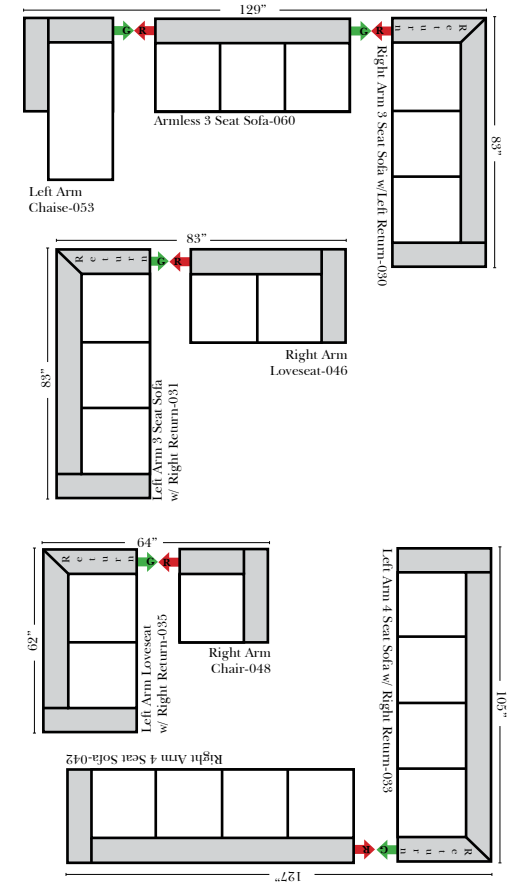 129”
G R
G R
Return
Armless 3 Seat Sofa-060
Left Arm
Chaise-053
Right Arm 3 Seat Sofa w/Left Return-030
83”
83”
Return
G R
Right Arm
Loveseat-046
83”
Left Arm 3 Seat Sofa
w/ Right Return-031
64”
Return
G R
62”
Right Arm
Chair-048
Left Arm Loveseat
w/ Right Return-035
Left Arm 4 Seat Sofa w/ Right Return-033
105”
Right Arm 4 Seat Sofa-042
R G
Return
127”